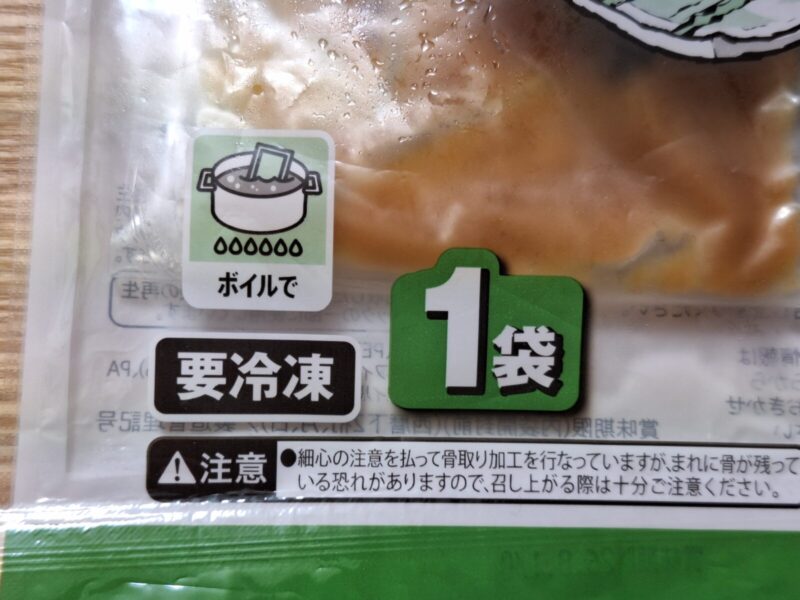 ボイルで
1袋
要冷凍
注意
●細心の注意を払って骨取り加工を行なっていますが、まれに骨が残って
いる恐れがありますので、召し上がる際は十分ご注意ください。